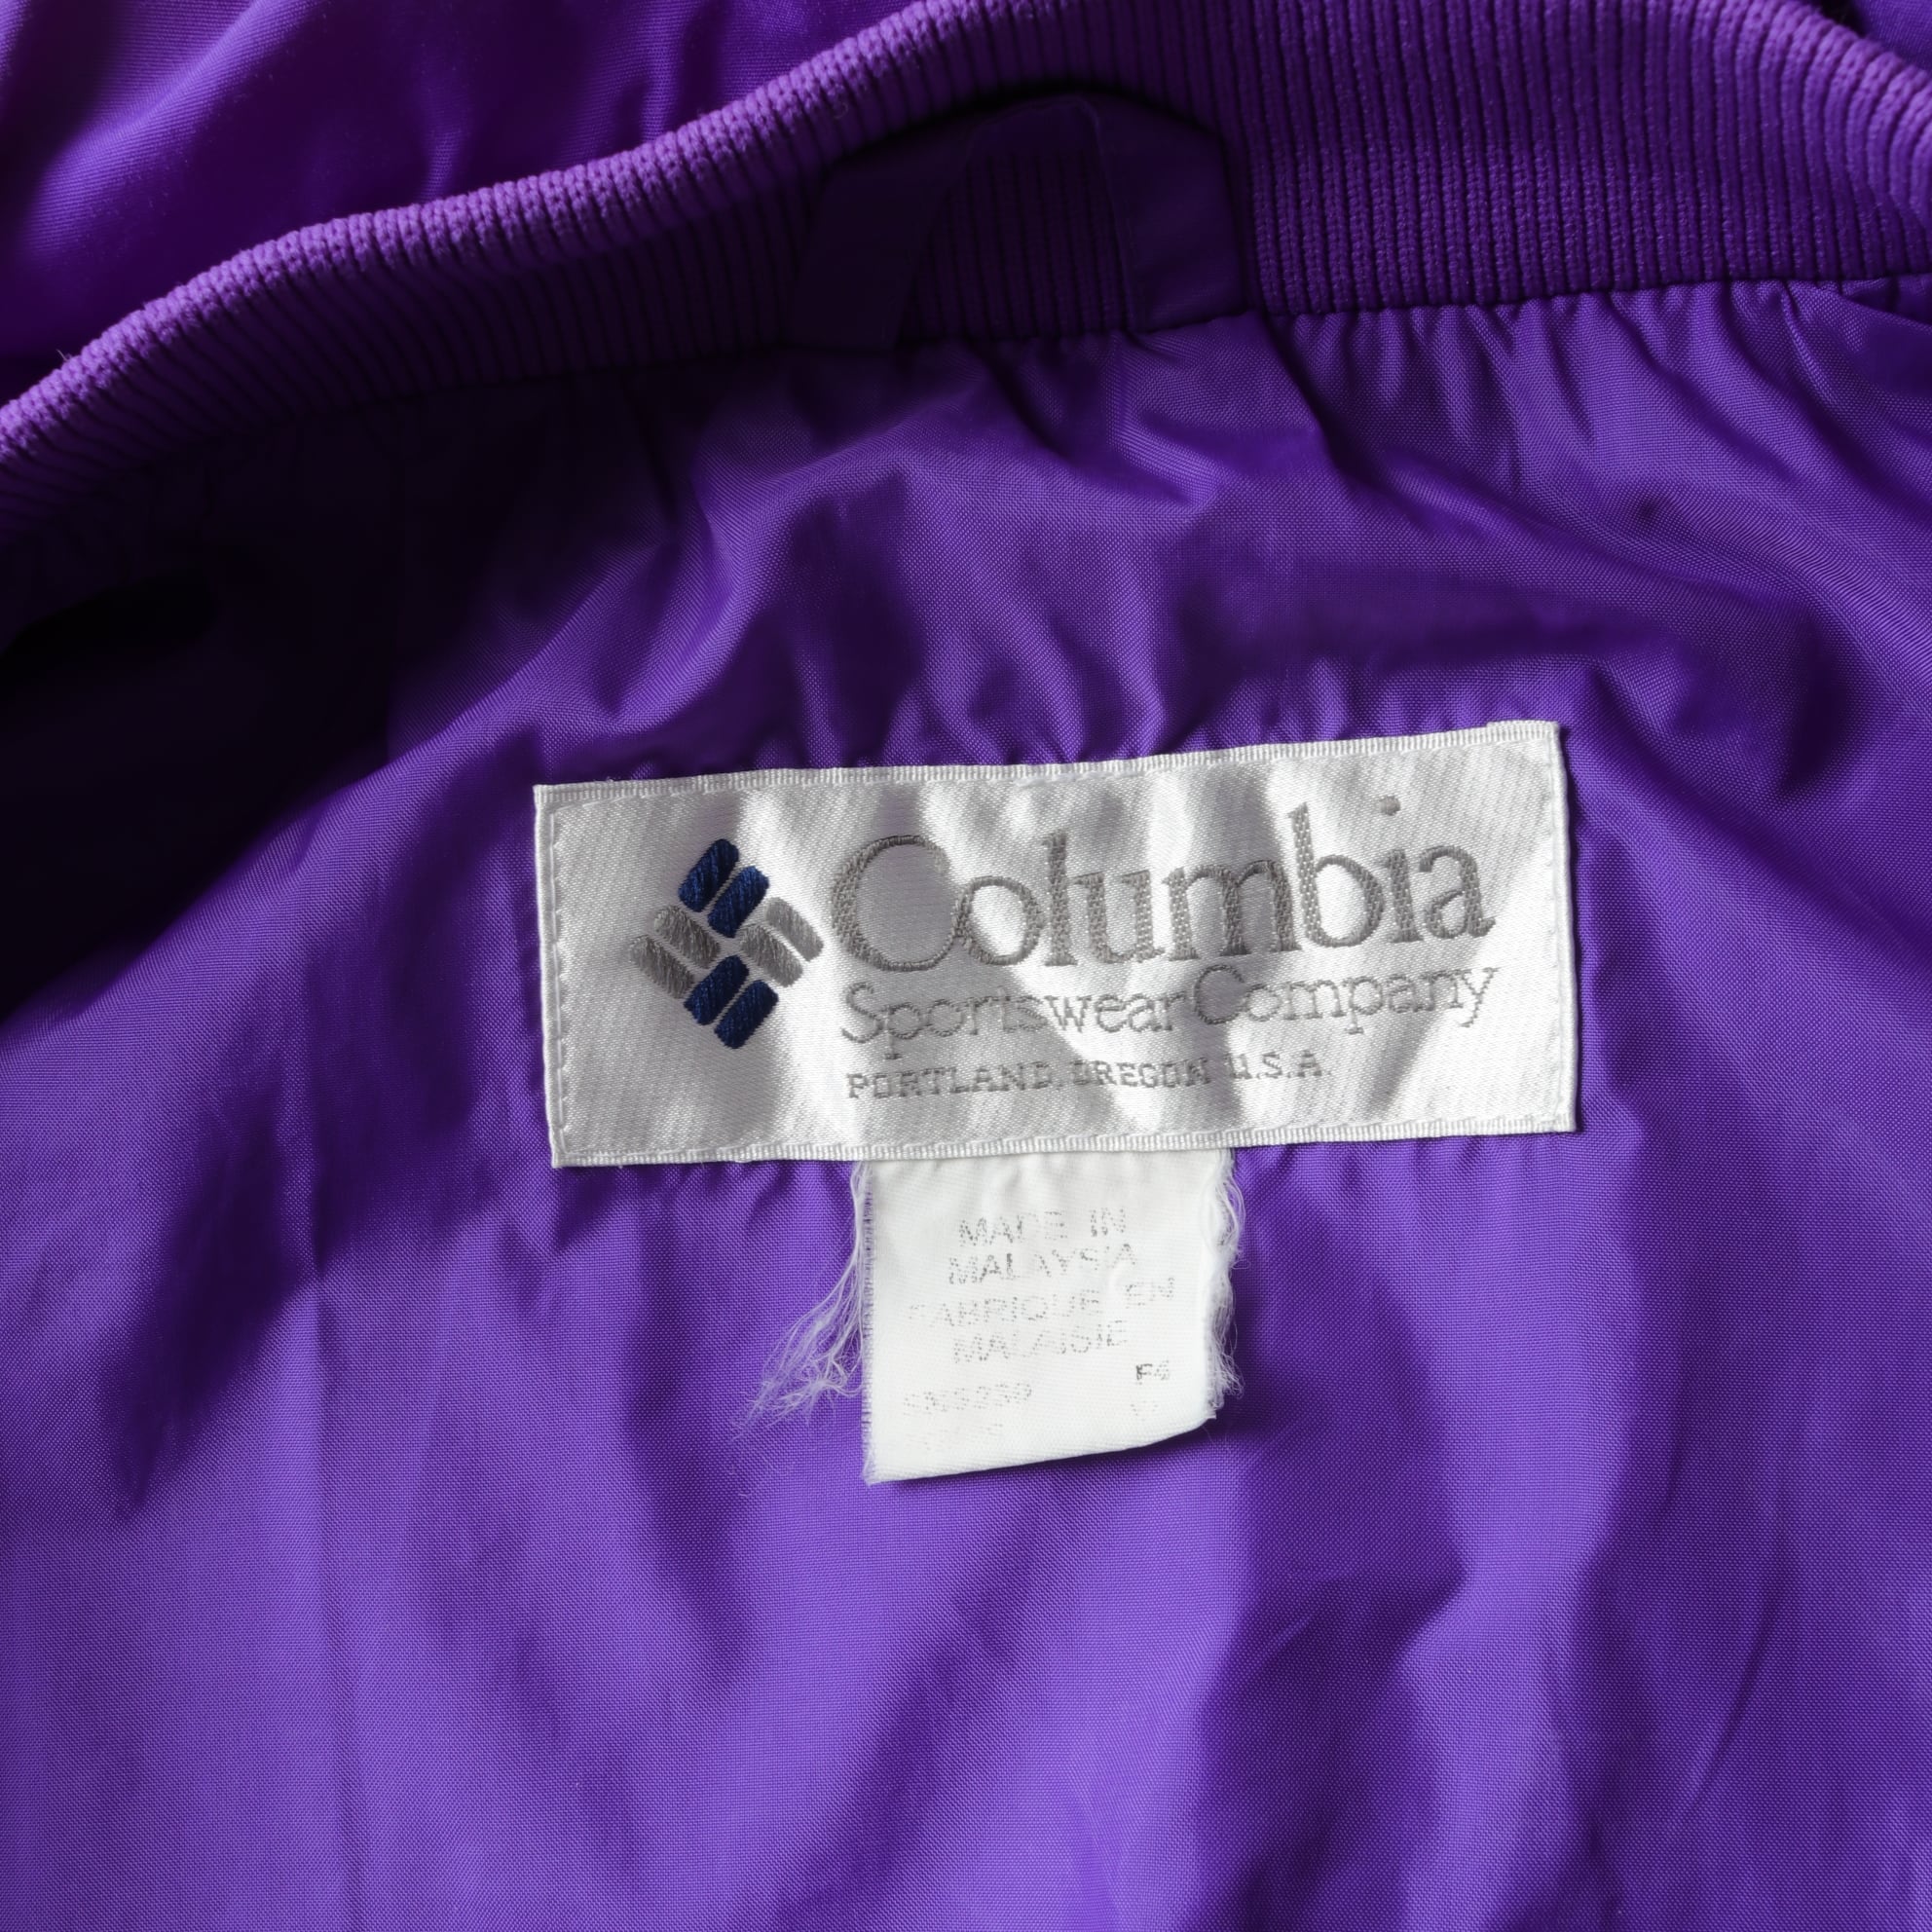 Columbia
Sportswear Company
PORTLAND, OREGON U.S.A.
MADE IN
MALAYSIA
FABRIQUE EN
MALAISIE